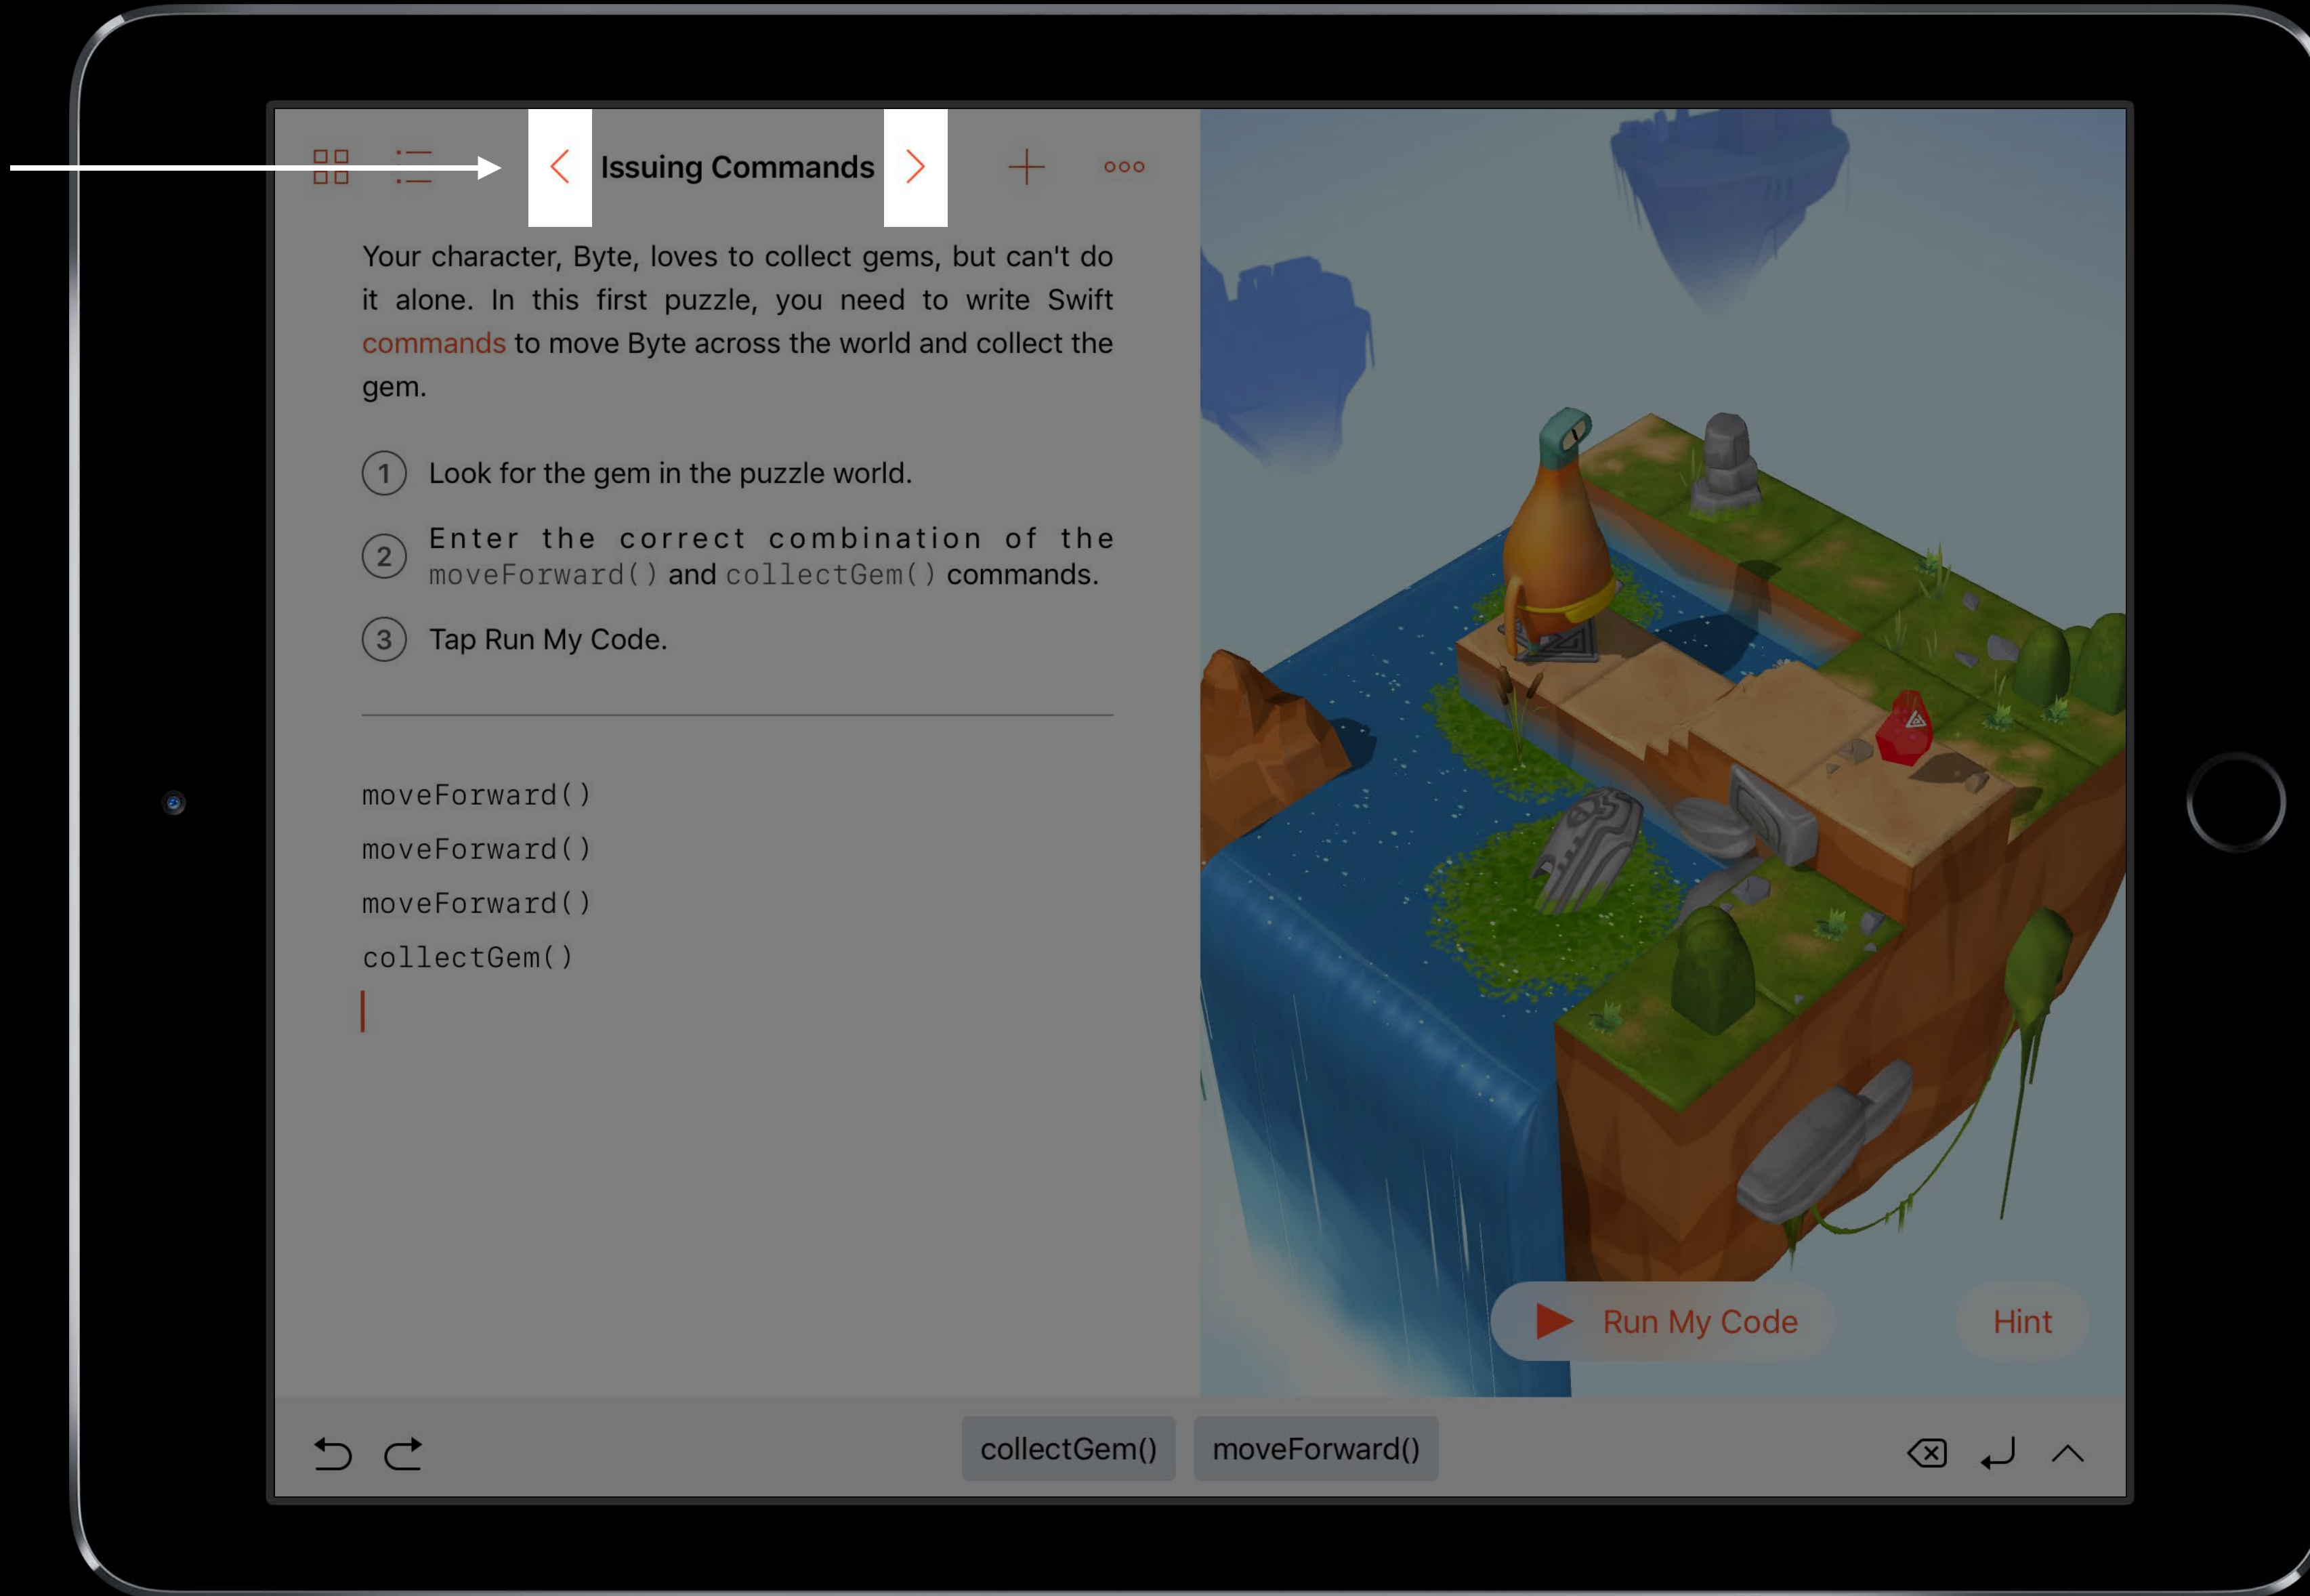 Issuing Commands
Your character, Byte, loves to collect gems, but can't do
it alone. In this first puzzle, you need to write Swift
commands to move Byte across the world and collect the
gem.
1 Look for the gem in the puzzle world.
2 Enter the correct combination of the
moveForward() and collectGem() commands.
3 Tap Run My Code.
moveForward()
moveForward()
moveForward()
collectGem()
Run My Code
Hint
collectGem()
moveForward()